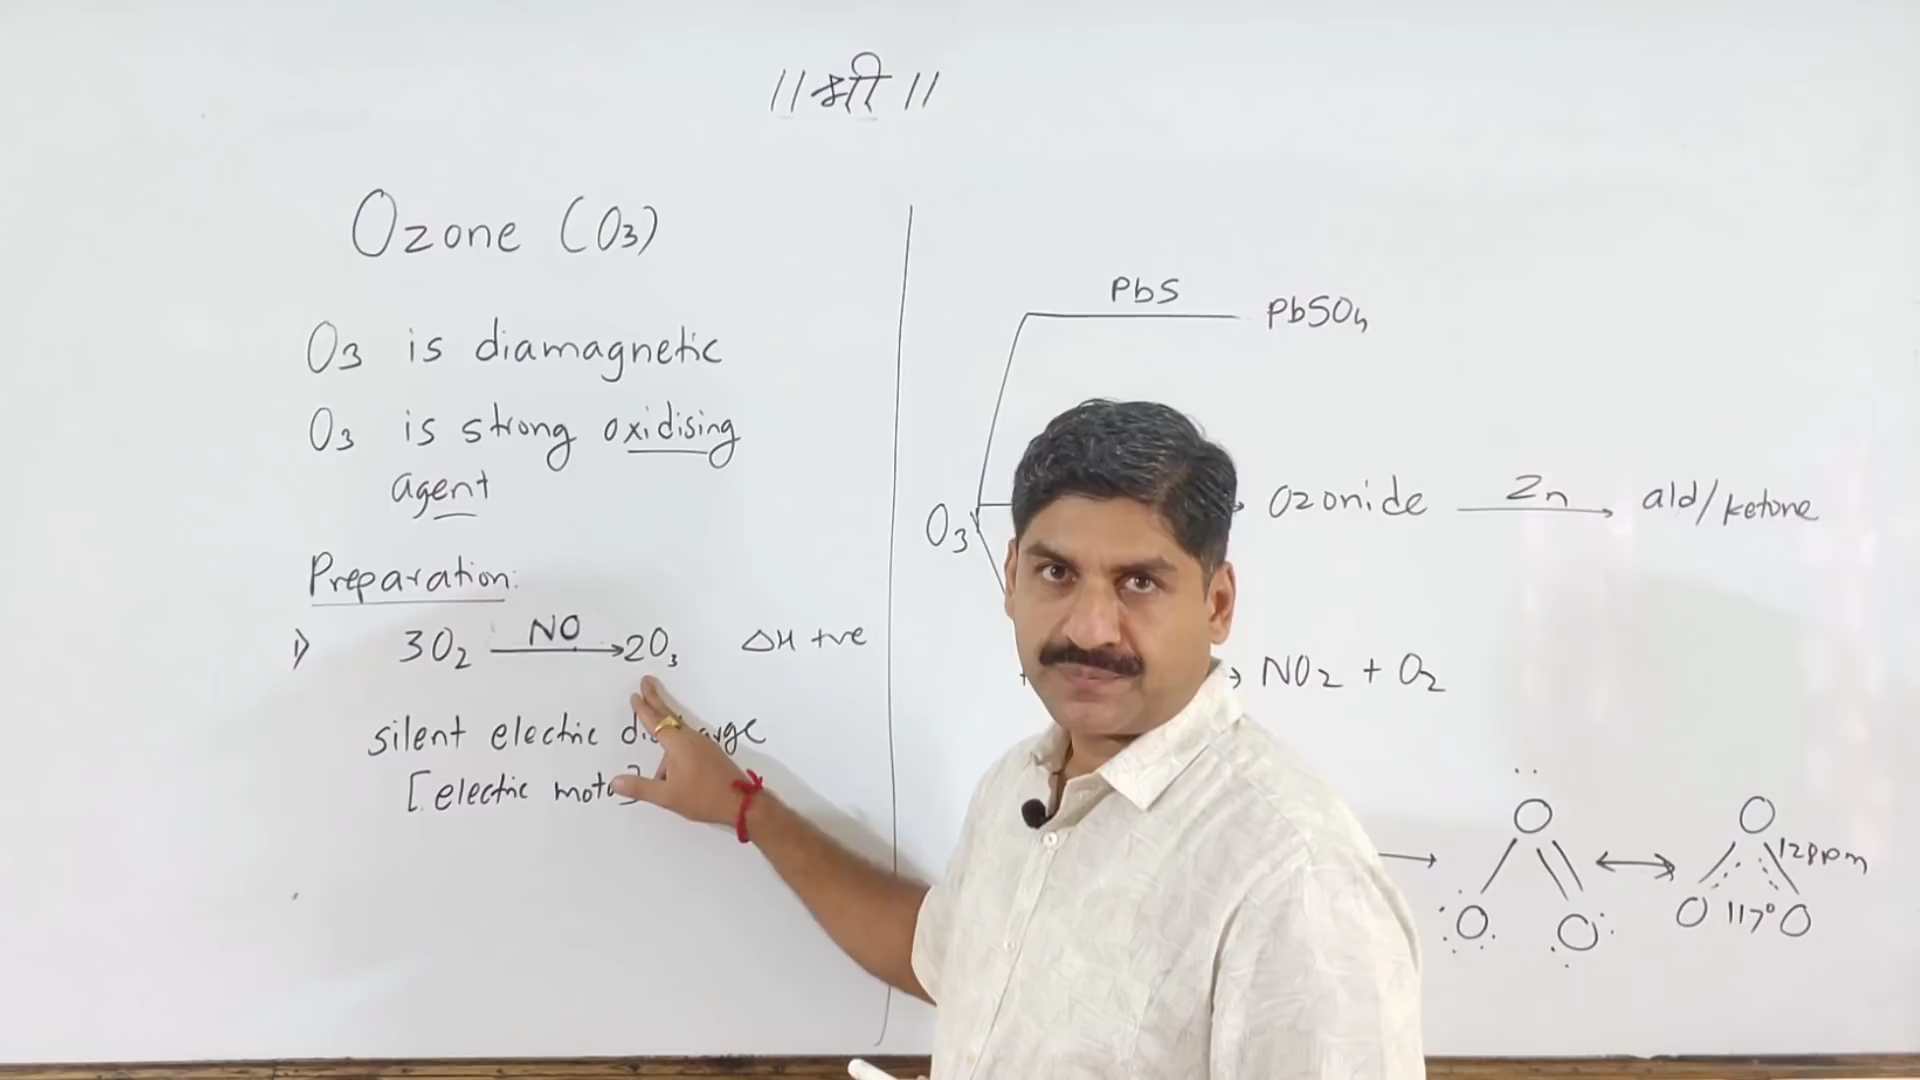 ॥ श्री ॥
Ozone (O₃)
O₃ is diamagnetic
O₃ is strong oxidising
agent
Preparation:
1) 3O₂ NO → 2O₃ ΔH +ve
silent electric
[electric
PbS
O₃
PbSO₄
Ozonide Zn → ald/ketone
→ NO₂ + O₂
→ O O O ↔ O O O
128pm
117°